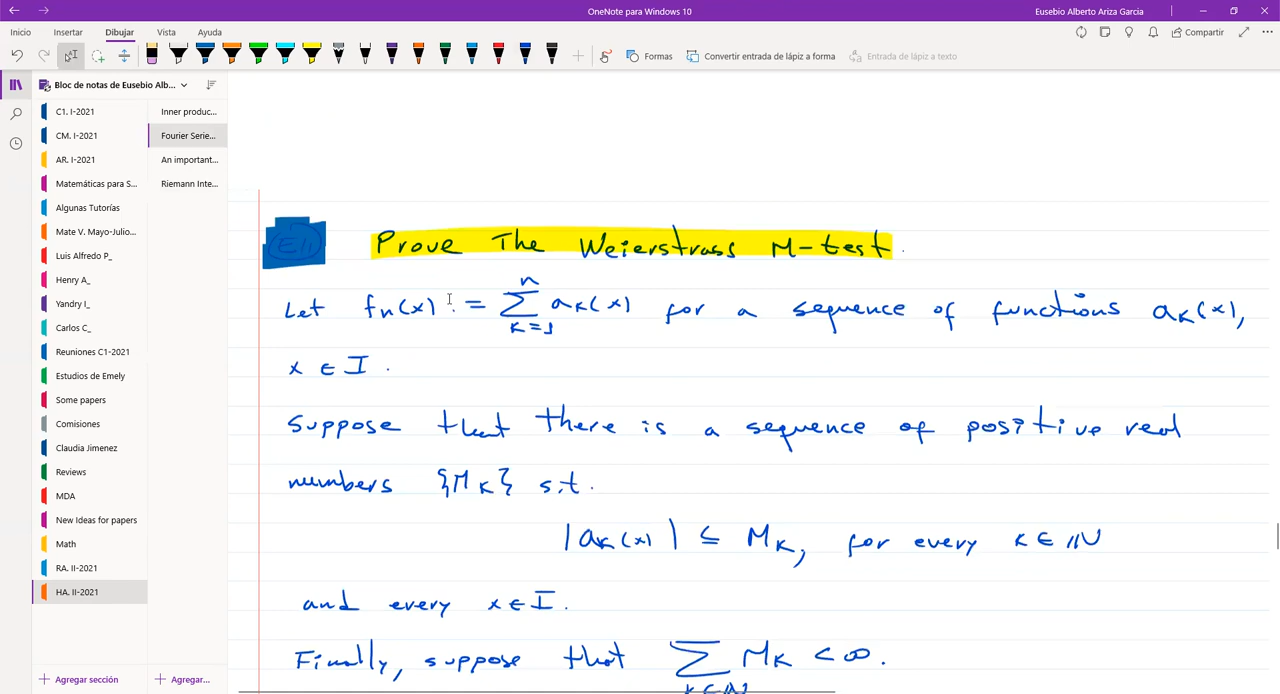 OneNote para Windows 10
Eusebio Alberto Ariza Garcia
Inicio Insertar Dibujar Vista Ayuda
Compartir
Formas Convertir entrada de lápiz a forma Entrada de lápiz a texto
Bloc de notas de Eusebio Alb...
C1. I-2021
CM. I-2021
AR. I-2021
Matemáticas para S...
Algunas Tutorías
Mate V. Mayo-Julio...
Luis Alfredo P_
Henry A_
Yandry I_
Carlos C_
Reuniones C1-2021
Estudios de Emely
Some papers
Comisiones
Claudia Jimenez
Reviews
MDA
New Ideas for papers
Math
RA. II-2021
HA. II-2021
Agregar sección
Inner produc...
Fourier Serie...
An important...
Riemann Inte...
Agregar...
E11 Prove The Weierstrass M-test.
Let fn(x) := ∑_{k=1}^{n} ak(x) for a sequence of functions ak(x),
x ∈ I.
Suppose that there is a sequence of positive real
numbers {Mk} s.t.
|ak(x)| ≤ Mk, for every k ∈ ℕ
and every x ∈ I.
Finally, suppose that ∑_{k∈ℕ} Mk < ∞.